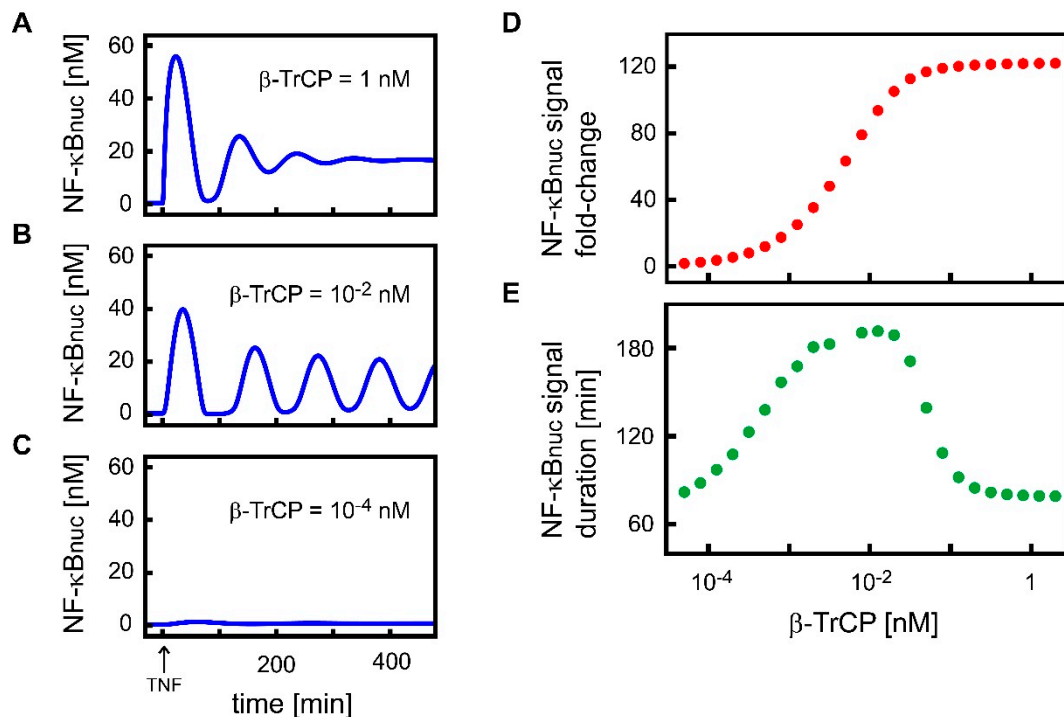 A
NF-κBnuc [nM]
60
40
20
0
β-TrCP = 1 nM
B
NF-κBnuc [nM]
60
40
20
0
β-TrCP = 10⁻² nM
C
NF-κBnuc [nM]
60
40
20
0
β-TrCP = 10⁻⁴ nM
200
400
TNF
time [min]
D
NF-κBnuc signal
fold-change
120
80
40
0
E
NF-κBnuc signal
duration [min]
180
120
60
10⁻⁴
10⁻²
1
β-TrCP [nM]